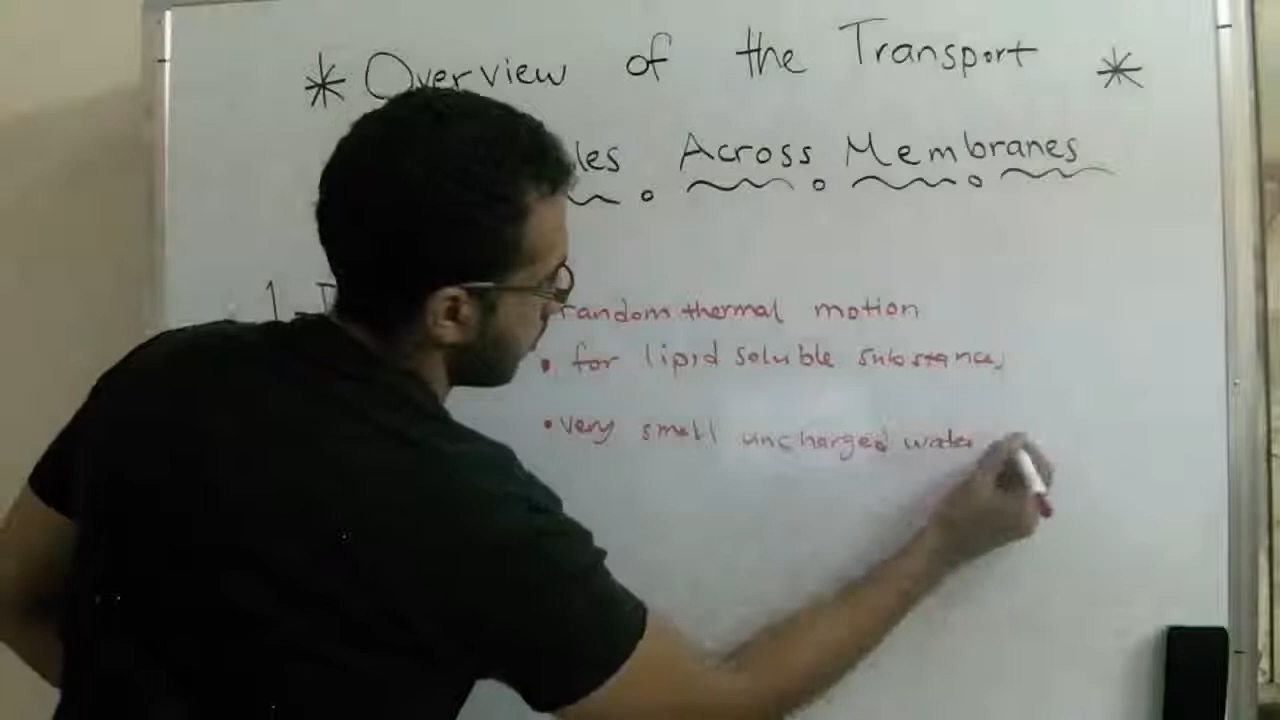 * Overview of the Transport *
les Across Membranes
1
random thermal motion
• for lipid soluble substances
• very small uncharged water